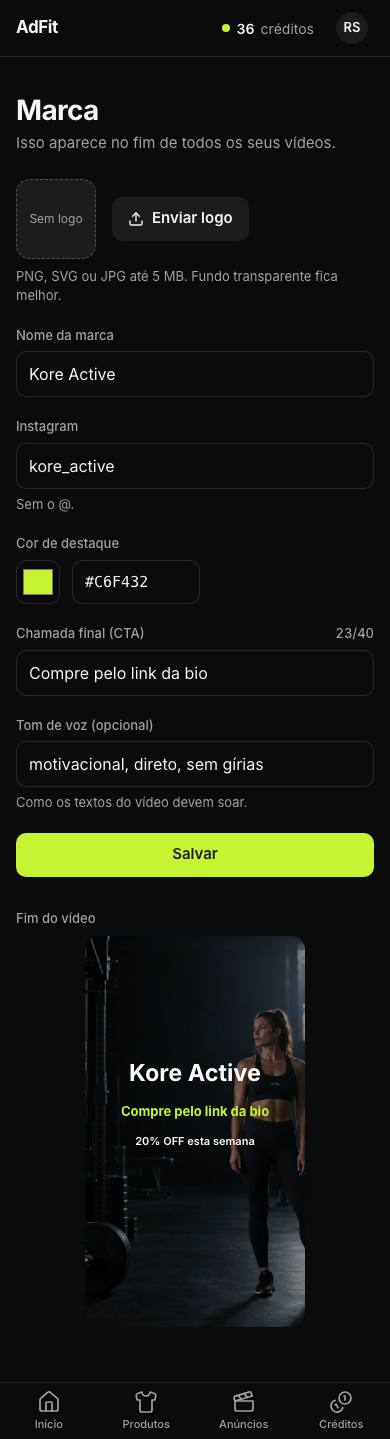 AdFit
36 créditos
RS
Marca
Isso aparece no fim de todos os seus vídeos.
Sem logo
Enviar logo
PNG, SVG ou JPG até 5 MB. Fundo transparente fica
melhor.
Nome da marca
Kore Active
Instagram
kore_active
Sem o @.
Cor de destaque
#C6F432
Chamada final (CTA)
23/40
Compre pelo link da bio
Tom de voz (opcional)
motivacional, direto, sem gírias
Como os textos do vídeo devem soar.
Salvar
Fim do vídeo
Kore Active
Compre pelo link da bio
20% OFF esta semana
Início
Produtos
Anúncios
Créditos